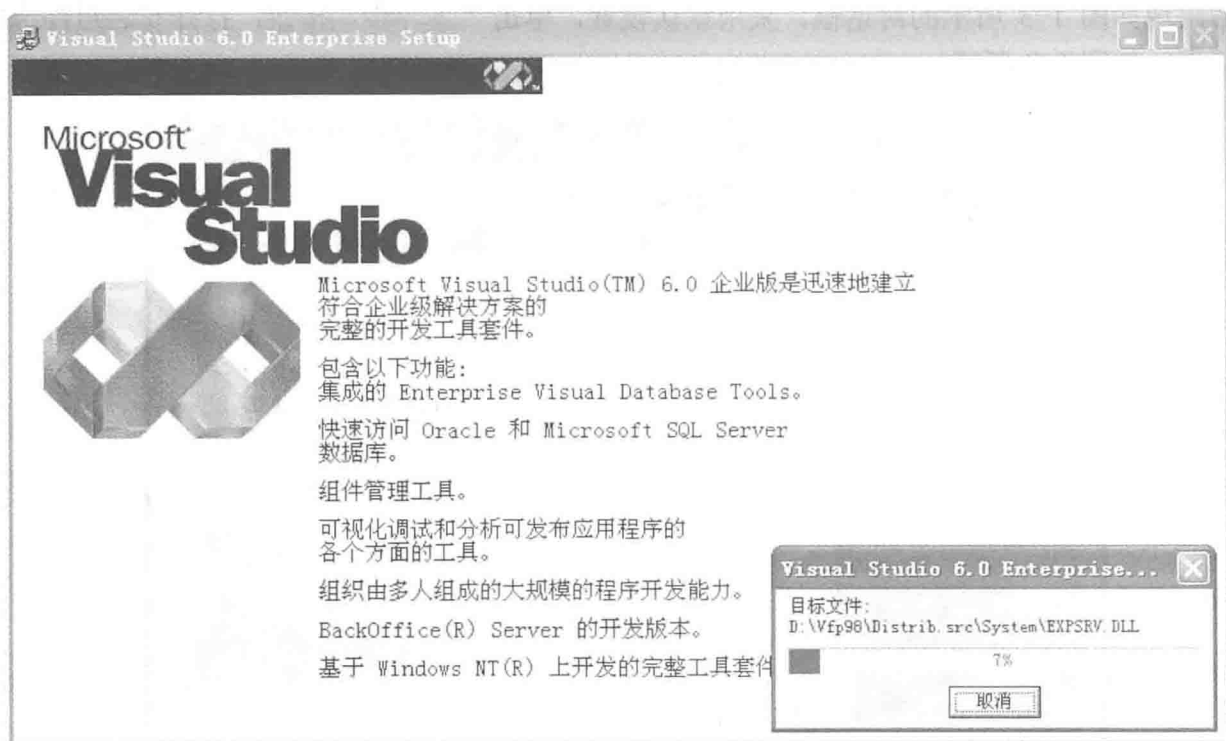 Visual Studio 6.0 Enterprise Setup
Microsoft
Visual
Studio
Microsoft Visual Studio(TM) 6.0 企业版是迅速地建立
符合企业级解决方案的
完整的开发工具套件。
包含以下功能:
集成的 Enterprise Visual Database Tools。
快速访问 Oracle 和 Microsoft SQL Server
数据库。
组件管理工具。
可视化调试和分析可发布应用程序的
各个方面的工具。
组织由多人组成的大规模的程序开发能力。
BackOffice(R) Server 的开发版本。
基于 Windows NT(R) 上开发的完整工具套件
Visual Studio 6.0 Enterprise...
目标文件:
D:\Vfp98\Distrib.src\System\EXPSRV.DLL
7%
取消